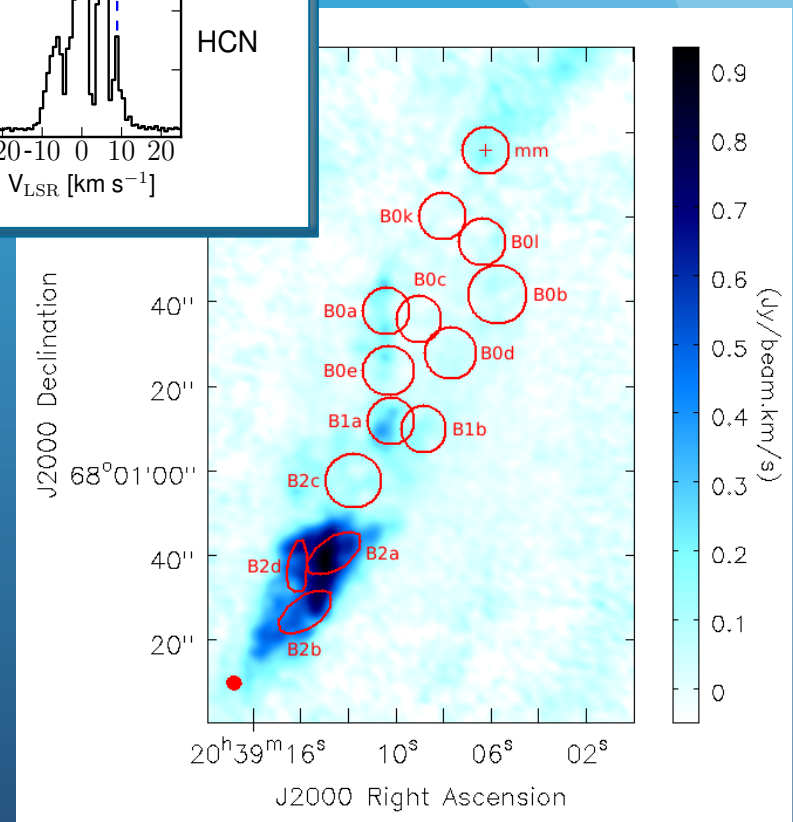 HCN
20 -10 0 10 20
V_LSR [km s⁻¹]
mm
B0k
B0l
B0c
B0b
B0a
B0d
B0e
B1a
B1b
B2c
B2a
B2d
B2b
40''
20''
68°01'00''
40''
20''
J2000 Declination
20ʰ39ᵐ16ˢ 10ˢ 06ˢ 02ˢ
J2000 Right Ascension
0.9
0.8
0.7
0.6
0.5
0.4
0.3
0.2
0.1
0
(Jy/beam.km/s)